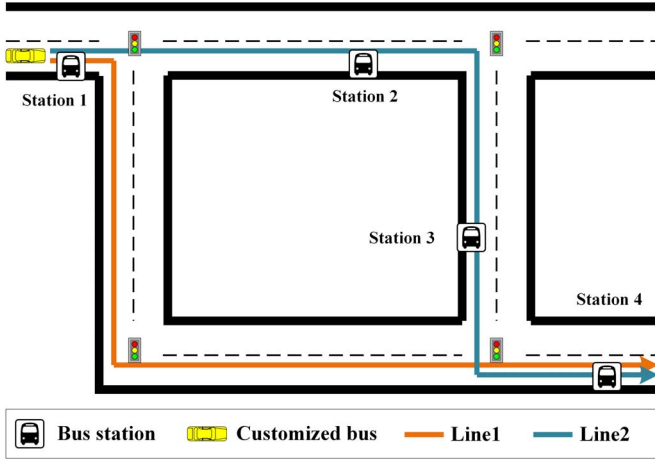 Station 1
Station 2
Station 3
Station 4
Bus station
Customized bus
Line1
Line2